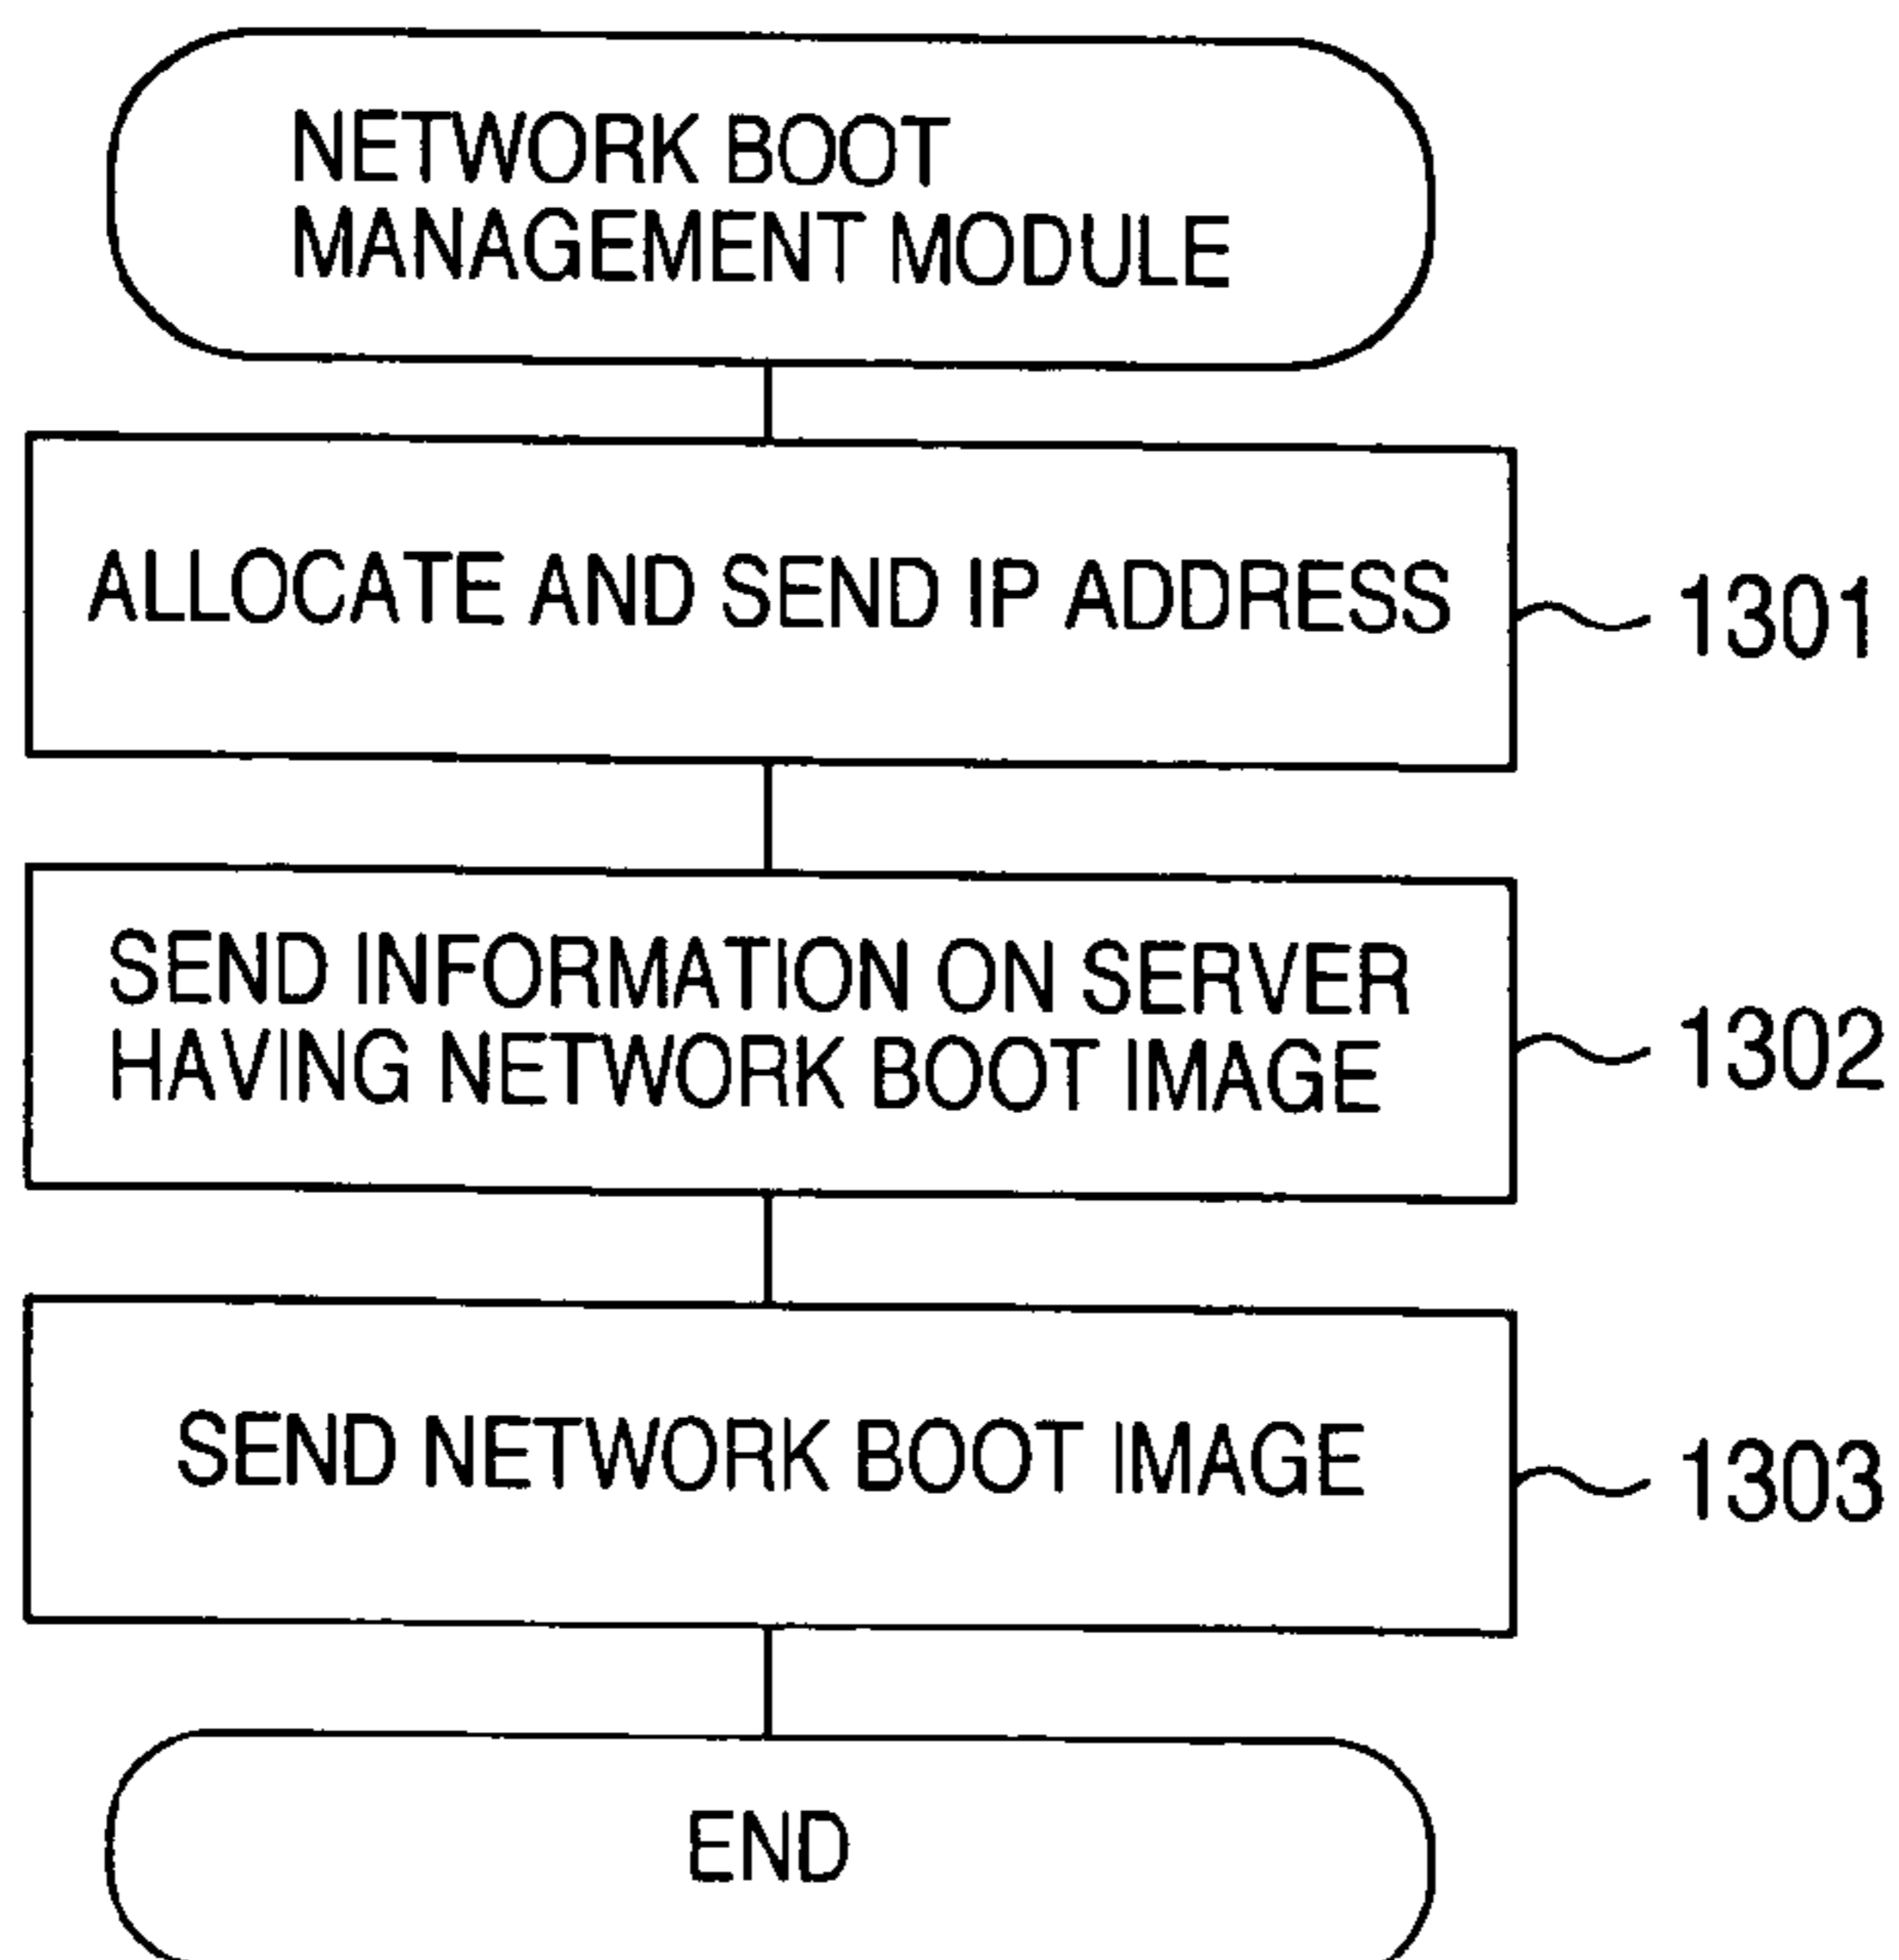 NETWORK BOOT
MANAGEMENT MODULE
ALLOCATE AND SEND IP ADDRESS
1301
SEND INFORMATION ON SERVER
HAVING NETWORK BOOT IMAGE
1302
SEND NETWORK BOOT IMAGE
1303
END